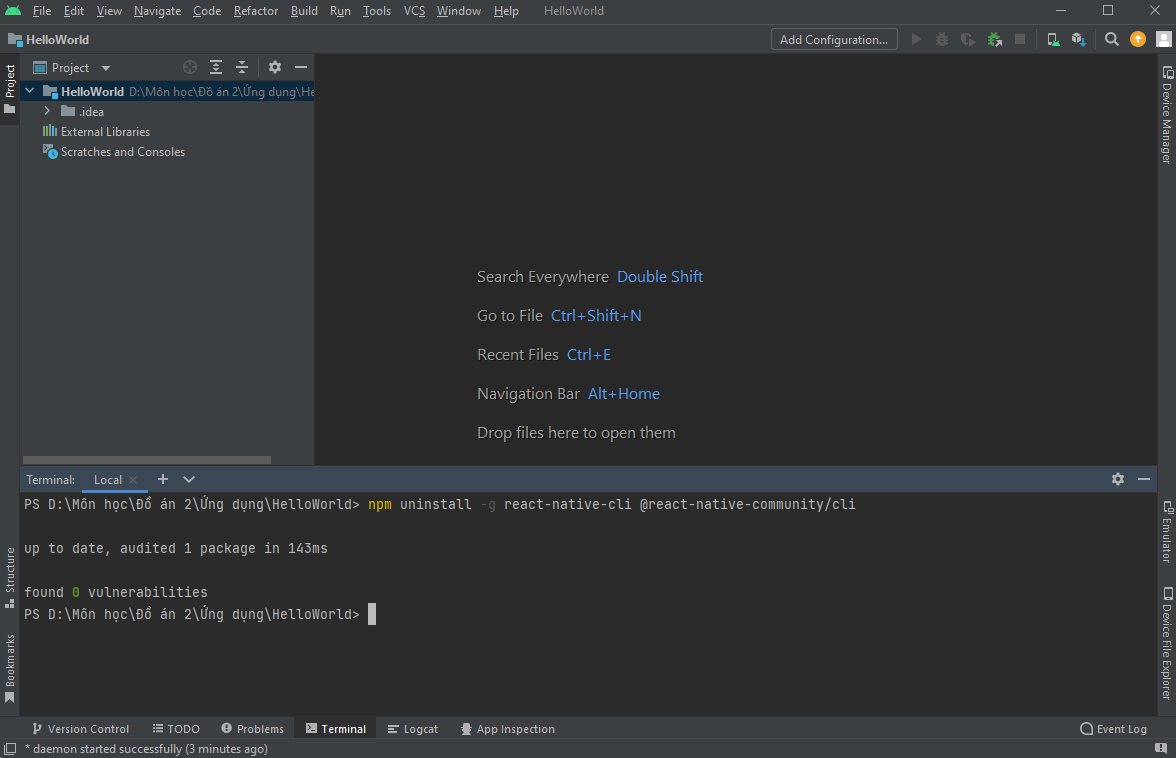 File Edit View Navigate Code Refactor Build Run Tools VCS Window Help HelloWorld
HelloWorld
Add Configuration...
Project
Project
HelloWorld D:\Môn học\Đồ án 2\Ứng dụng\He
.idea
External Libraries
Scratches and Consoles
Device Manager
Search Everywhere Double Shift
Go to File Ctrl+Shift+N
Recent Files Ctrl+E
Navigation Bar Alt+Home
Drop files here to open them
Terminal: Local
PS D:\Môn học\Đồ án 2\Ứng dụng\HelloWorld> npm uninstall -g react-native-cli @react-native-community/cli
up to date, audited 1 package in 143ms
found 0 vulnerabilities
PS D:\Môn học\Đồ án 2\Ứng dụng\HelloWorld>
Structure
Bookmarks
Emulator
Device File Explorer
Version Control TODO Problems Terminal Logcat App Inspection Event Log
* daemon started successfully (3 minutes ago)